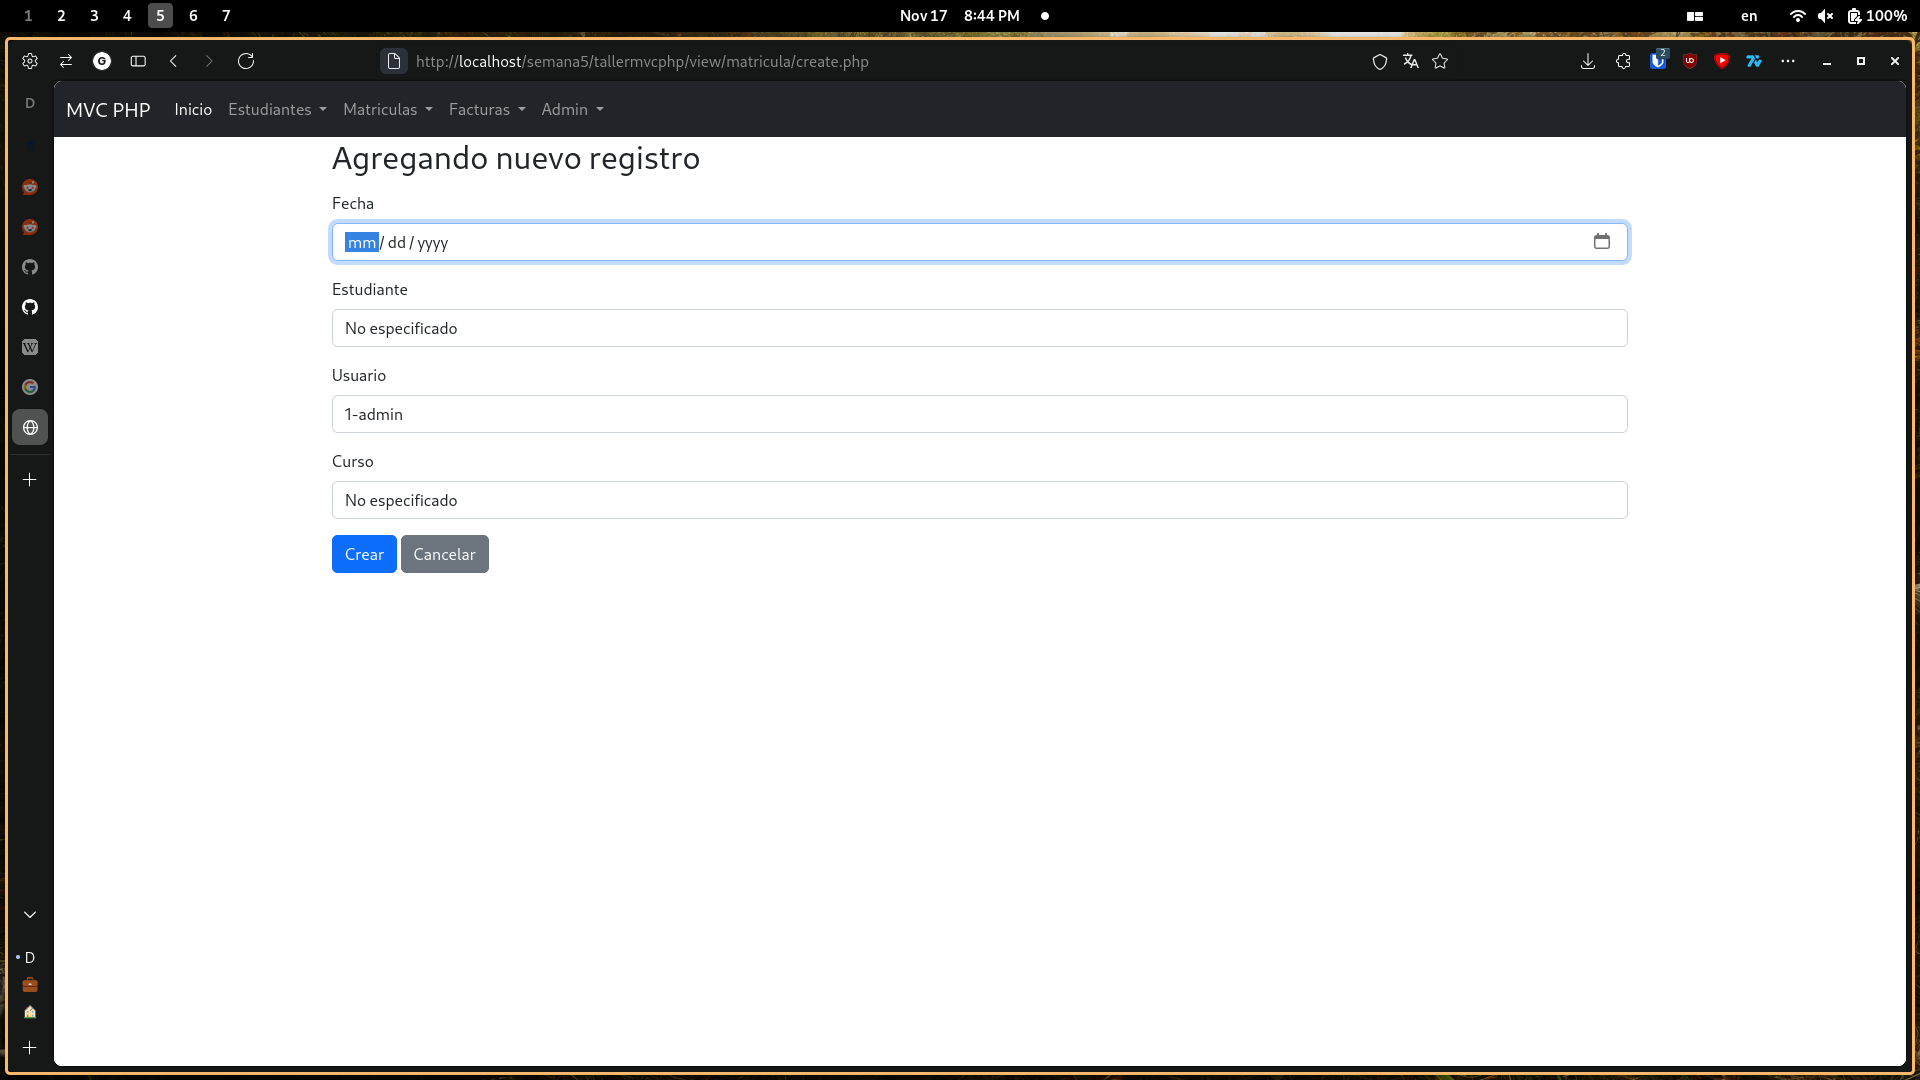 1 2 3 4 5 6 7 Nov 17 8:44 PM en 100%
G http://localhost/semana5/tallermvcphp/view/matricula/create.php 2
D
MVC PHP Inicio Estudiantes Matriculas Facturas Admin
Agregando nuevo registro
Fecha
mm / dd / yyyy
Estudiante
No especificado
Usuario
1-admin
Curso
No especificado
Crear Cancelar
W
G
D